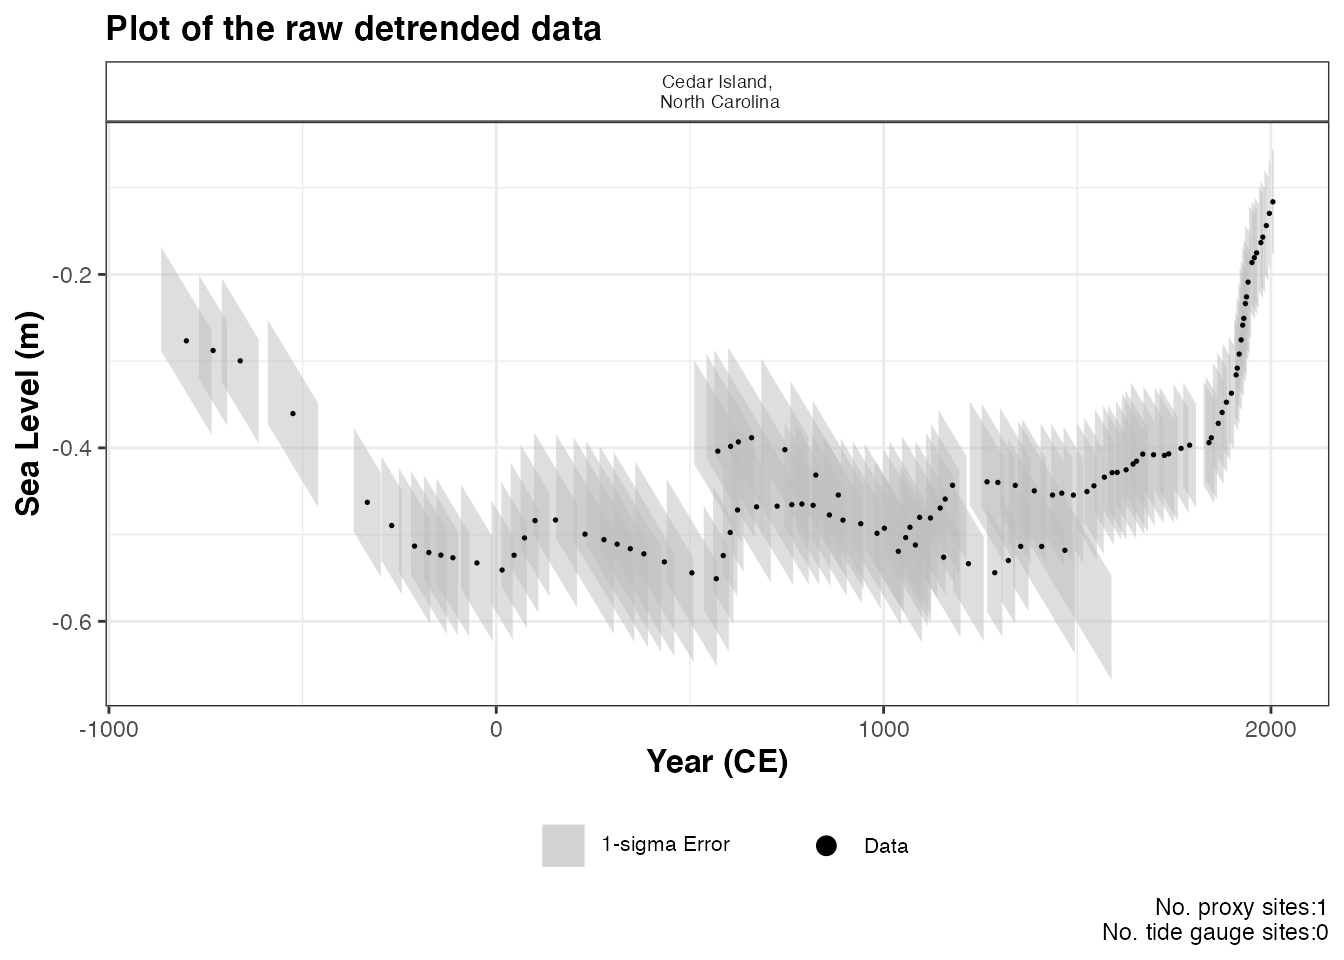 Plot of the raw detrended data
Cedar Island,
North Carolina
Sea Level (m)
-0.2
-0.4
-0.6
-1000
0
1000
2000
Year (CE)
1-sigma Error
Data
No. proxy sites:1
No. tide gauge sites:0